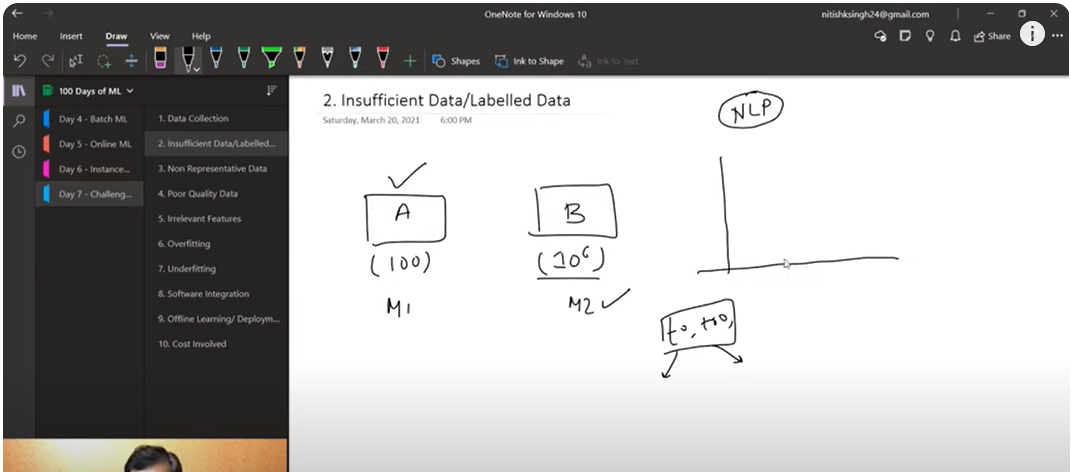 OneNote for Windows 10
nitishksingh24@gmail.com
Home Insert Draw View Help
Share
Shapes
Ink to Shape
Ink to Text
100 Days of ML
Day 4 - Batch ML
Day 5 - Online ML
Day 6 - Instance...
Day 7 - Challeng...
1. Data Collection
2. Insufficient Data/Labelled...
3. Non Representative Data
4. Poor Quality Data
5. Irrelevant Features
6. Overfitting
7. Underfitting
8. Software Integration
9. Offline Learning/ Deploym...
10. Cost Involved
2. Insufficient Data/Labelled Data
Saturday, March 20, 2021 6:00 PM
NLP
A B
(100) (10⁶)
M1 M2
to, too,